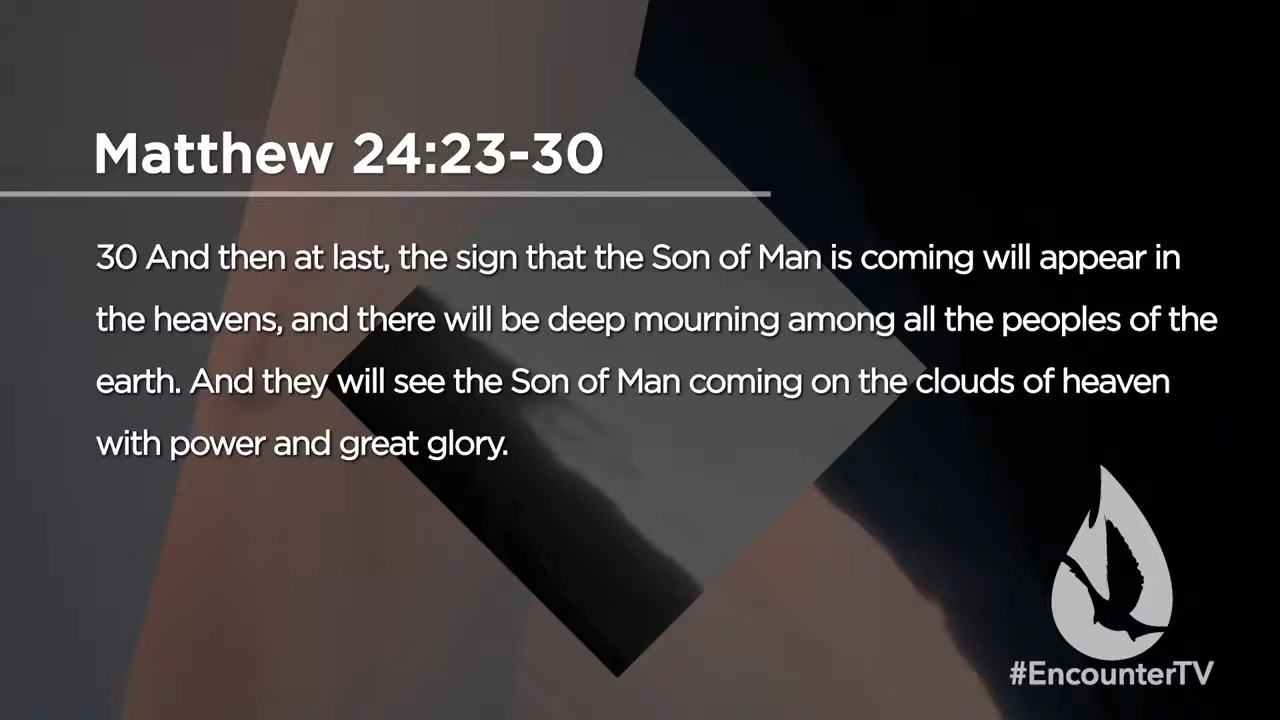 Matthew 24:23-30
30 And then at last, the sign that the Son of Man is coming will appear in
the heavens, and there will be deep mourning among all the peoples of the
earth. And they will see the Son of Man coming on the clouds of heaven
with power and great glory.
#EncounterTV